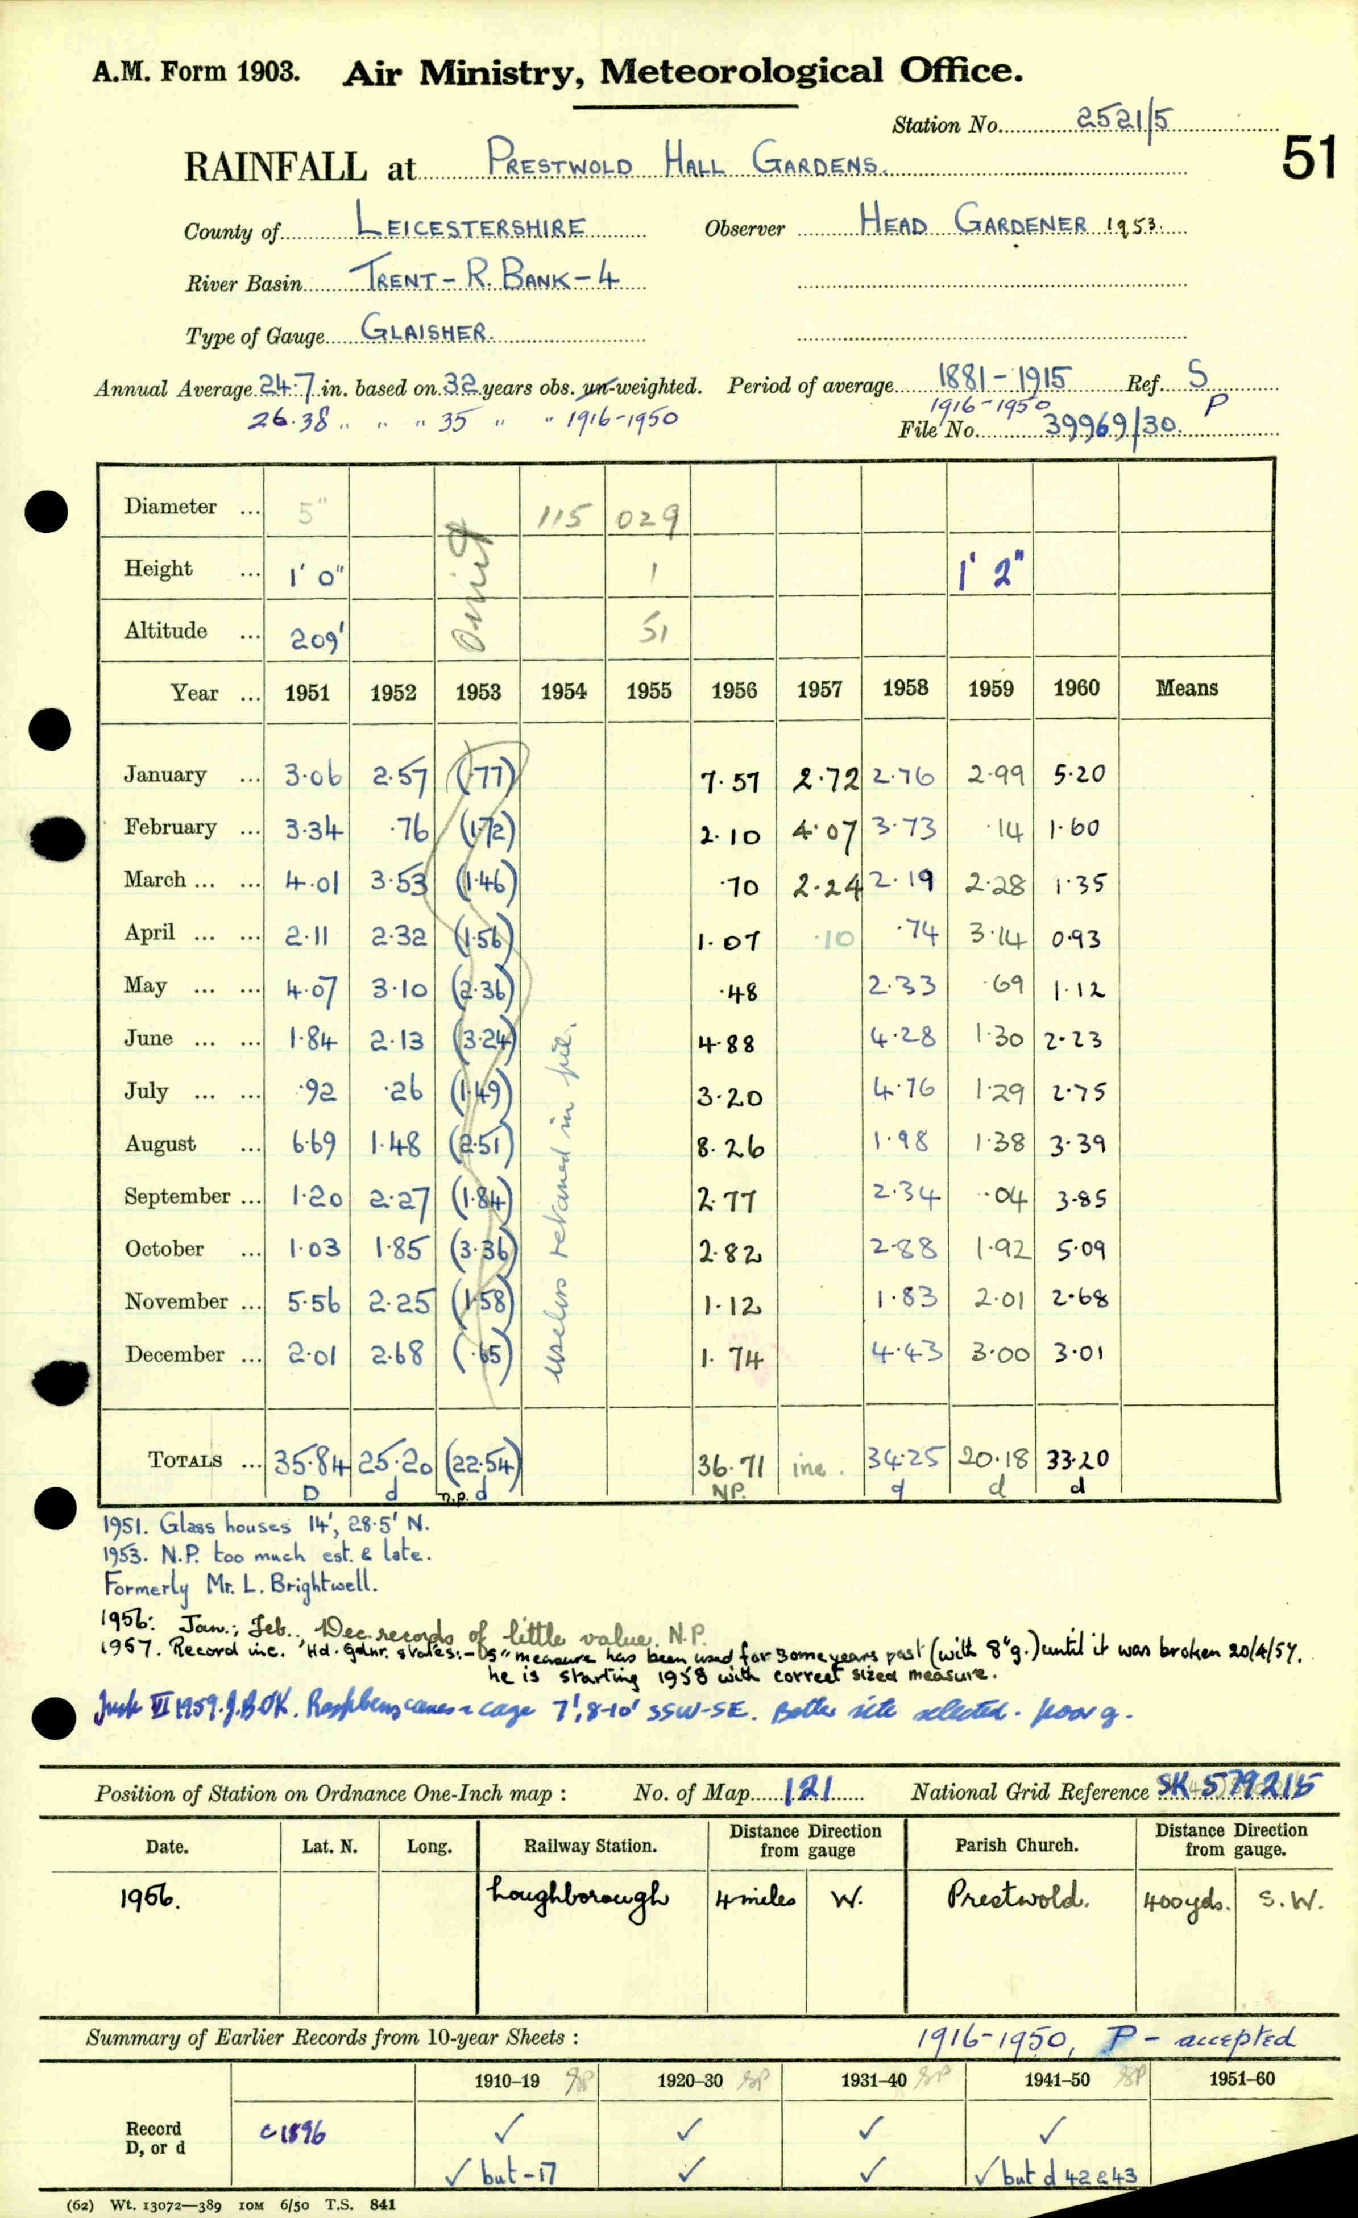 A.M. Form 1903. Air Ministry, Meteorological Office.
Station No. 2521/5
51
RAINFALL at PRESTWOLD HALL GARDENS.
County of LEICESTERSHIRE Observer HEAD GARDENER 1953.
River Basin TRENT - R. BANK - 4
Type of Gauge GLAISHER.
Annual Average 24.7 in. based on 32 years obs. un-weighted. Period of average 1881-1915 Ref. S
26.38 " " " 35 " " 1916-1950 1916-1950 P
File No. 39969/30.
Diameter ... 5" 115 029
Height ... 1' 0" 1 1' 2"
Altitude ... 209' 51
omit
Year ... 1951 1952 1953 1954 1955 1956 1957 1958 1959 1960 Means
January ... 3.06 2.57 (.77) 7.57 2.72 2.76 2.99 5.20
February ... 3.34 .76 (1.72) 2.10 4.07 3.73 .14 1.60
March ... ... 4.01 3.53 (1.46) .70 2.24 2.19 2.28 1.35
April ... ... 2.11 2.32 (1.56) 1.07 .10 .74 3.14 0.93
May ... ... 4.07 3.10 (2.36) .48 2.33 .69 1.12
June ... ... 1.84 2.13 (3.24) 4.88 4.28 1.30 2.23
July ... ... .92 .26 (1.49) 3.20 4.76 1.29 2.75
August ... 6.69 1.48 (2.51) 8.26 1.98 1.38 3.39
September ... 1.20 2.27 (1.84) 2.77 2.34 .04 3.85
October ... 1.03 1.85 (3.36) 2.82 2.88 1.92 5.09
November ... 5.56 2.25 (1.58) 1.12 1.83 2.01 2.68
December ... 2.01 2.68 (.65) 1.74 4.43 3.00 3.01
useless retained in file.
TOTALS ... 35.84 25.20 (22.54) 36.71 inc. 34.25 20.18 33.20
D d n.p. d N.P. d d d
1951. Glass houses 14', 28.5' N.
1953. N.P. too much est. & late.
Formerly Mr. L. Brightwell.
1956: Jan., Feb., Dec. records of little value. N.P.
1957. Record inc. "Hd. gdnr. states:- "5" measure has been used for some years past (with 8" g.) until it was broken 20/4/57.
he is starting 1958 with correct sized measure.
VI 1959. canes & cage 7', 8-10' SSW-SE. Better site selected. poor g.
Position of Station on Ordnance One-Inch map : No. of Map 121 National Grid Reference SK 579215
Date. Lat. N. Long. Railway Station. Distance from Direction gauge Parish Church. Distance from Direction gauge.
1956. Loughborough 4 miles W. Prestwold. 400 yds. S.W.
Summary of Earlier Records from 10-year Sheets : 1916-1950, P - accepted
1910-19 SP 1920-30 SP 1931-40 SP 1941-50 SP 1951-60
Record D, or d c 1896 ✓ ✓ ✓ ✓
✓ but -17 ✓ ✓ ✓ but d 42 & 43
(62) Wt. 13072—389 10M 6/50 T.S. 841